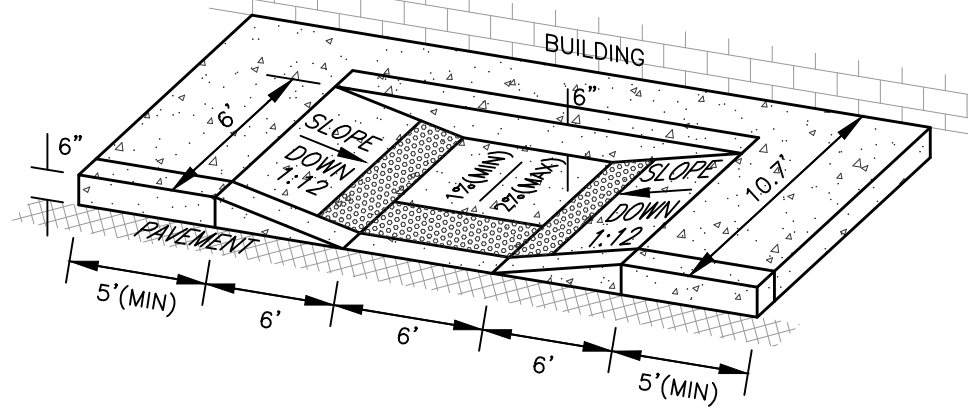 BUILDING
6"
6'
SLOPE
DOWN
1:12
1%(MIN)
2%(MAX)
SLOPE
DOWN
1:12
10.7'
6"
PAVEMENT
5'(MIN)
6'
6'
6'
5'(MIN)